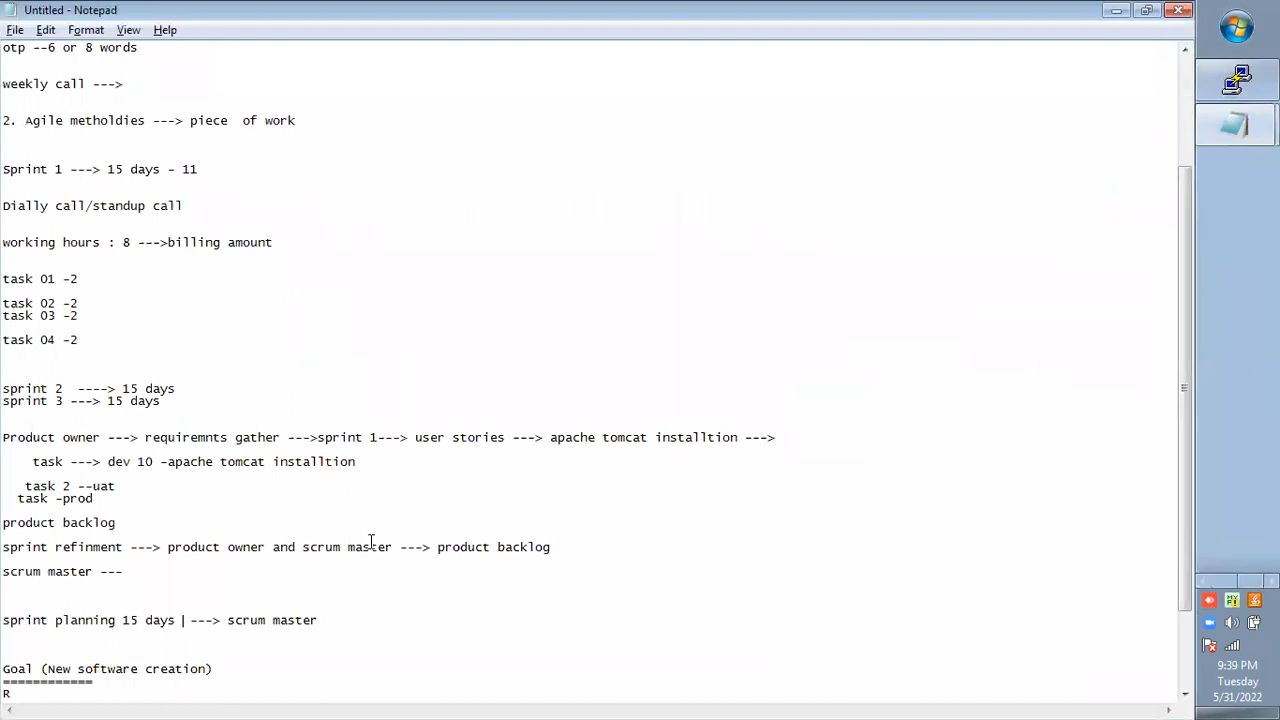 Untitled - Notepad
File Edit Format View Help
otp --6 or 8 words
weekly call --->
2. Agile metholdies ---> piece  of work
Sprint 1 ---> 15 days - 11
Dially call/standup call
working hours : 8 --->billing amount
task 01 -2
task 02 -2
task 03 -2
task 04 -2
sprint 2  ----> 15 days
sprint 3 ---> 15 days
Product owner ---> requiremnts gather --->sprint 1---> user stories ---> apache tomcat installtion --->
task ---> dev 10 -apache tomcat installtion
task 2 --uat
task -prod
product backlog
sprint refinment ---> product owner and scrum master ---> product backlog
scrum master ---
sprint planning 15 days  ---> scrum master
Goal (New software creation)
============
R
9:39 PM
Tuesday
5/31/2022